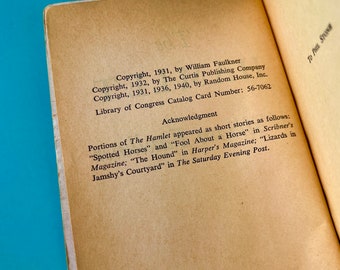 Copyright, 1931, by William Faulkner
Copyright, 1932, by The Curtis Publishing Company
Copyright, 1931, 1936, 1940, by Random House, Inc.
Library of Congress Catalog Card Number: 56-7062
Acknowledgment
Portions of The Hamlet appeared as short stories as follows:
"Spotted Horses" and "Fool About a Horse" in Scribner's
Magazine; "The Hound" in Harper's Magazine; "Lizards in
Jamshy's Courtyard" in The Saturday Evening Post.
To Phil Stone